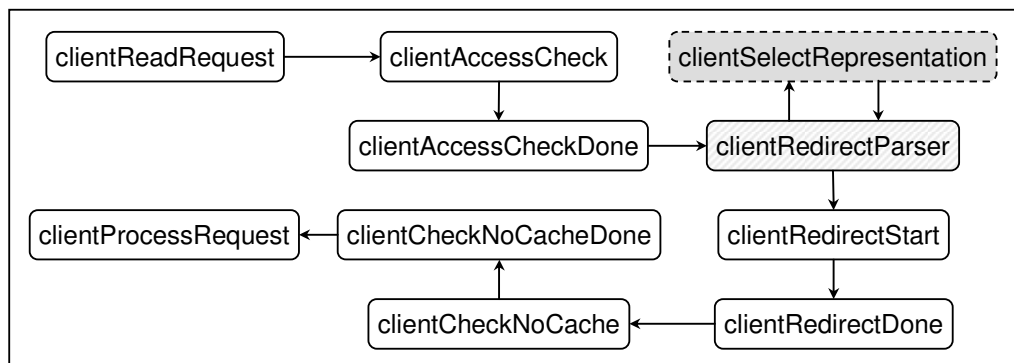 clientReadRequest
clientAccessCheck
clientSelectRepresentation
clientAccessCheckDone
clientRedirectParser
clientProcessRequest
clientCheckNoCacheDone
clientRedirectStart
clientCheckNoCache
clientRedirectDone